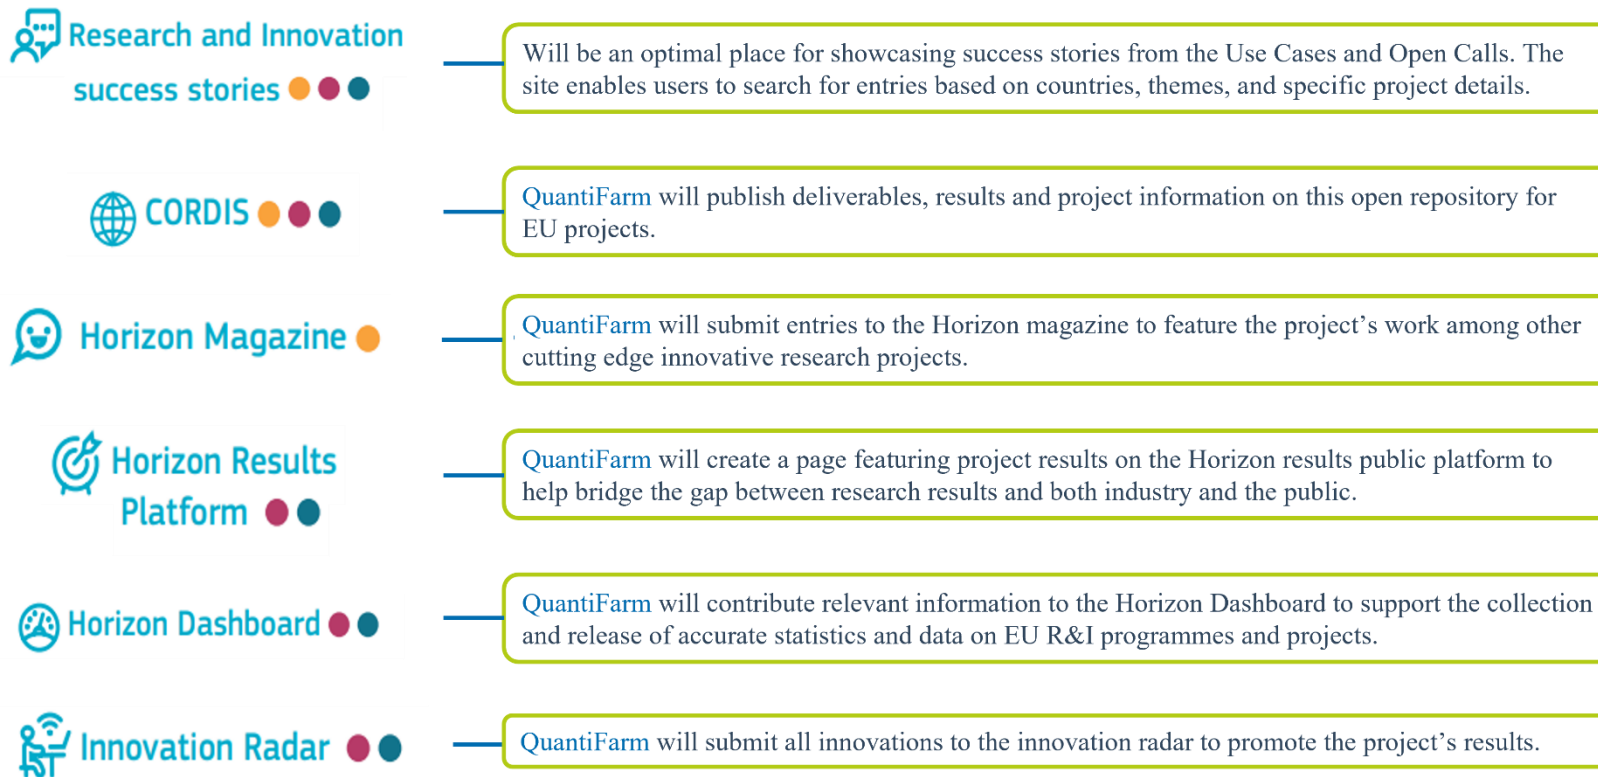 Research and Innovation
success stories
Will be an optimal place for showcasing success stories from the Use Cases and Open Calls. The
site enables users to search for entries based on countries, themes, and specific project details.
CORDIS
QuantiFarm will publish deliverables, results and project information on this open repository for
EU projects.
Horizon Magazine
QuantiFarm will submit entries to the Horizon magazine to feature the project’s work among other
cutting edge innovative research projects.
Horizon Results
Platform
QuantiFarm will create a page featuring project results on the Horizon results public platform to
help bridge the gap between research results and both industry and the public.
Horizon Dashboard
QuantiFarm will contribute relevant information to the Horizon Dashboard to support the collection
and release of accurate statistics and data on EU R&I programmes and projects.
Innovation Radar
QuantiFarm will submit all innovations to the innovation radar to promote the project’s results.